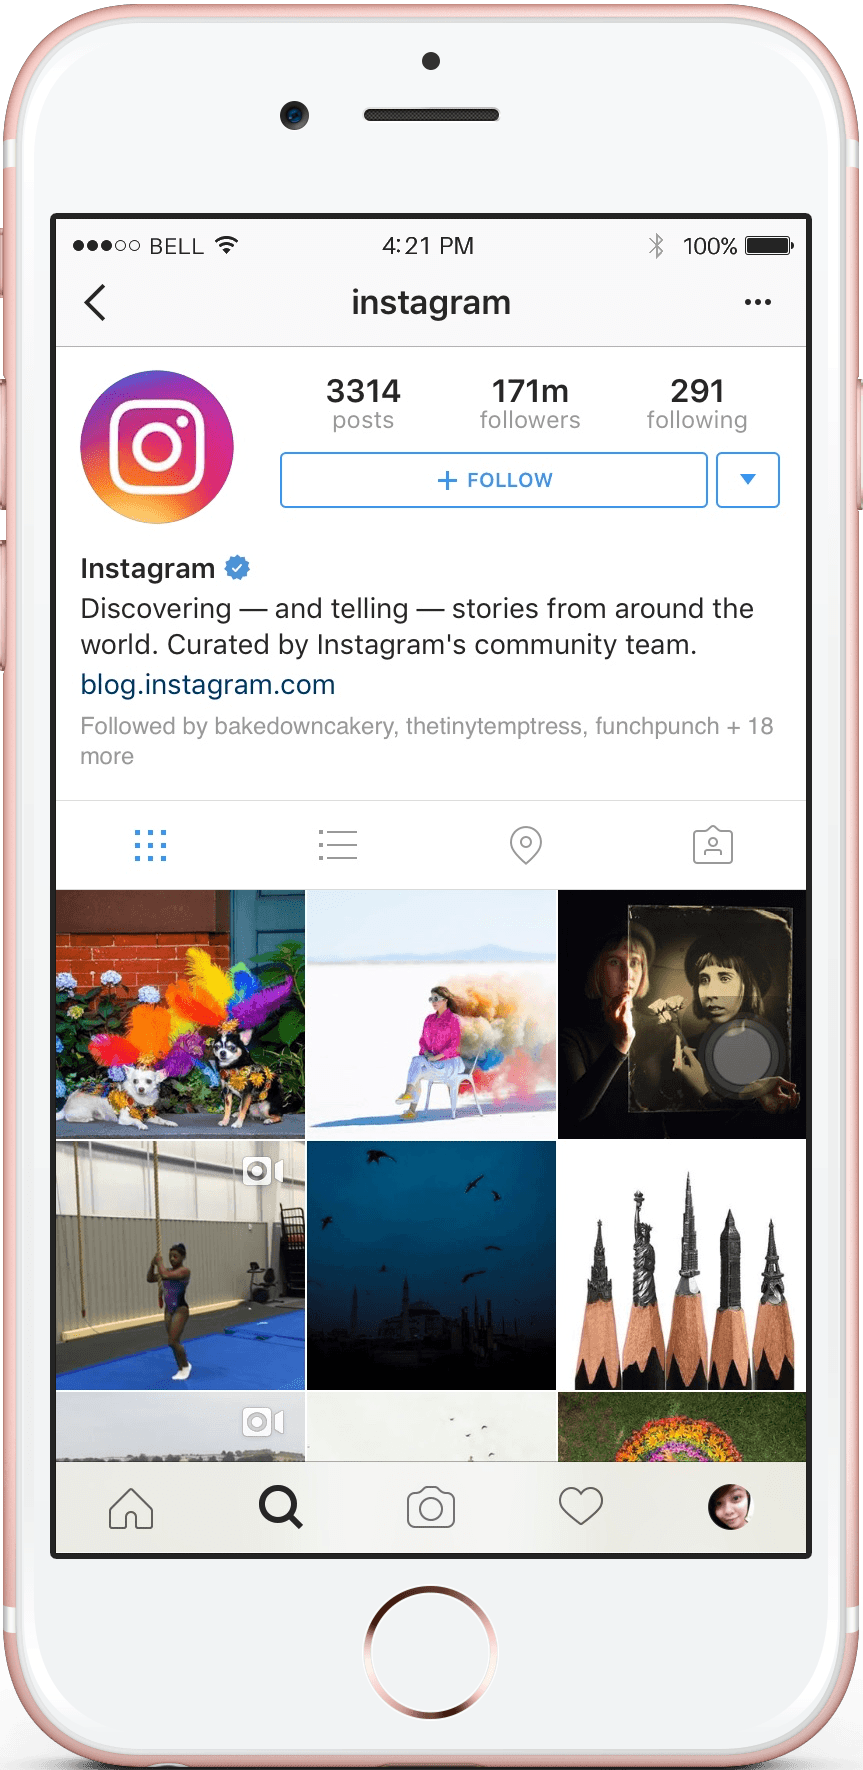 BELL 4:21 PM 100%
instagram
3314 171m 291
posts followers following
+ FOLLOW
Instagram
Discovering — and telling — stories from around the
world. Curated by Instagram's community team.
blog.instagram.com
Followed by bakedowncakery, thetinytemptress, funchpunch + 18
more